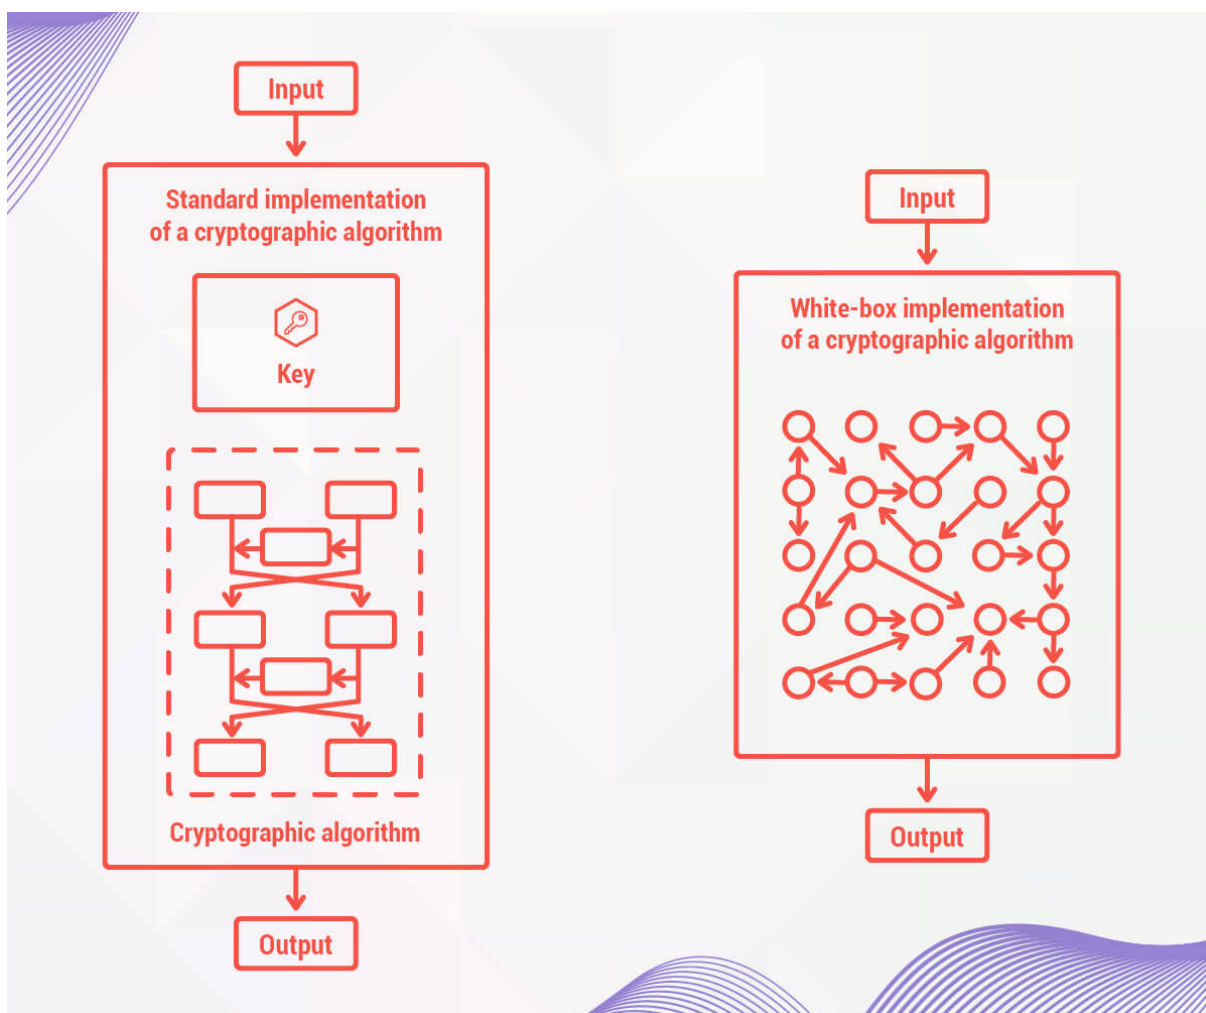 Input
Standard implementation
of a cryptographic algorithm
Key
Cryptographic algorithm
Output
Input
White-box implementation
of a cryptographic algorithm
Output